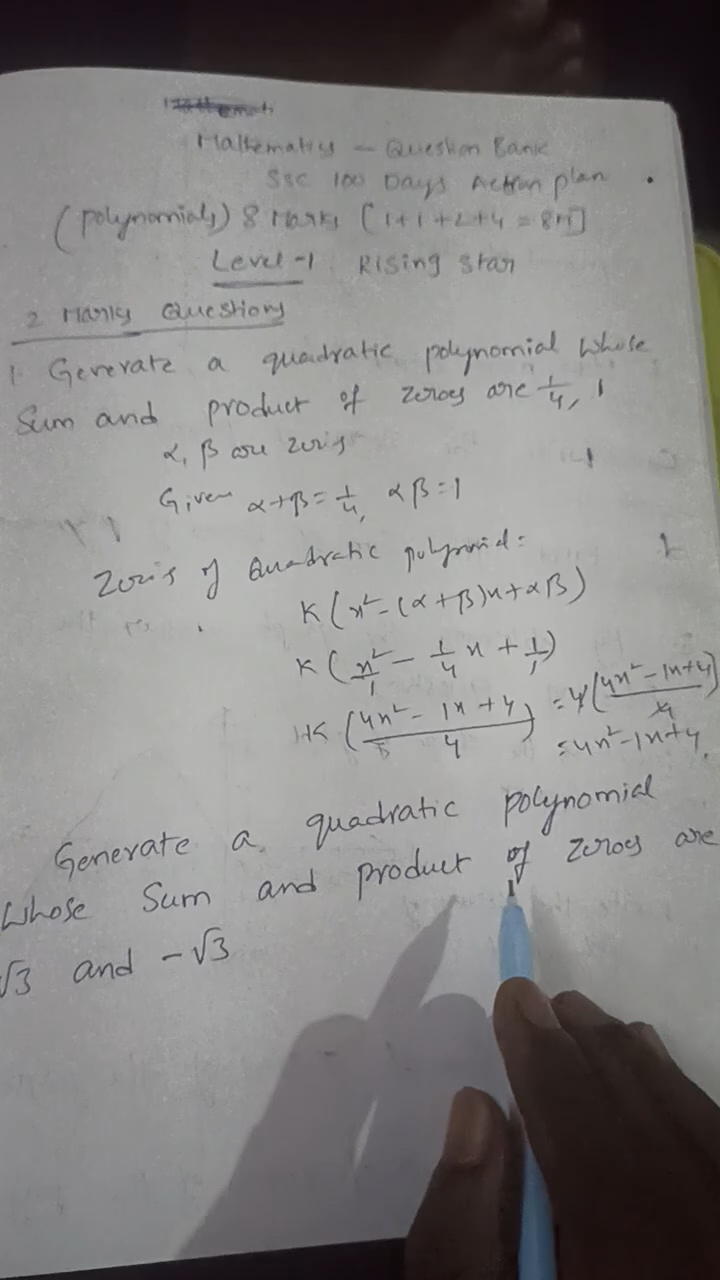 Mathematics - Question Bank
SSC 100 Days Action plan
(polynomials) 8 Marks [1+1+2+4=8M]
Level-1 Rising Star
2 Marks Questions
1. Generate a quadratic polynomial whose
Sum and product of zeroes are 1/4, 1
α, β are zeris
Given α+β = 1/4, αβ = 1
Zoris of Quadratic polynomid:
K(x²-(α+β)x+αβ)
K(x²/1 - 1/4 x + 1/1)
K((4x² - 1x + 4)/4) = 4((4x² - 1x + 4)/4)
= 4x² - 1x + 4.
Generate a quadratic polynomial
Whose Sum and product of zeroes are
√3 and -√3